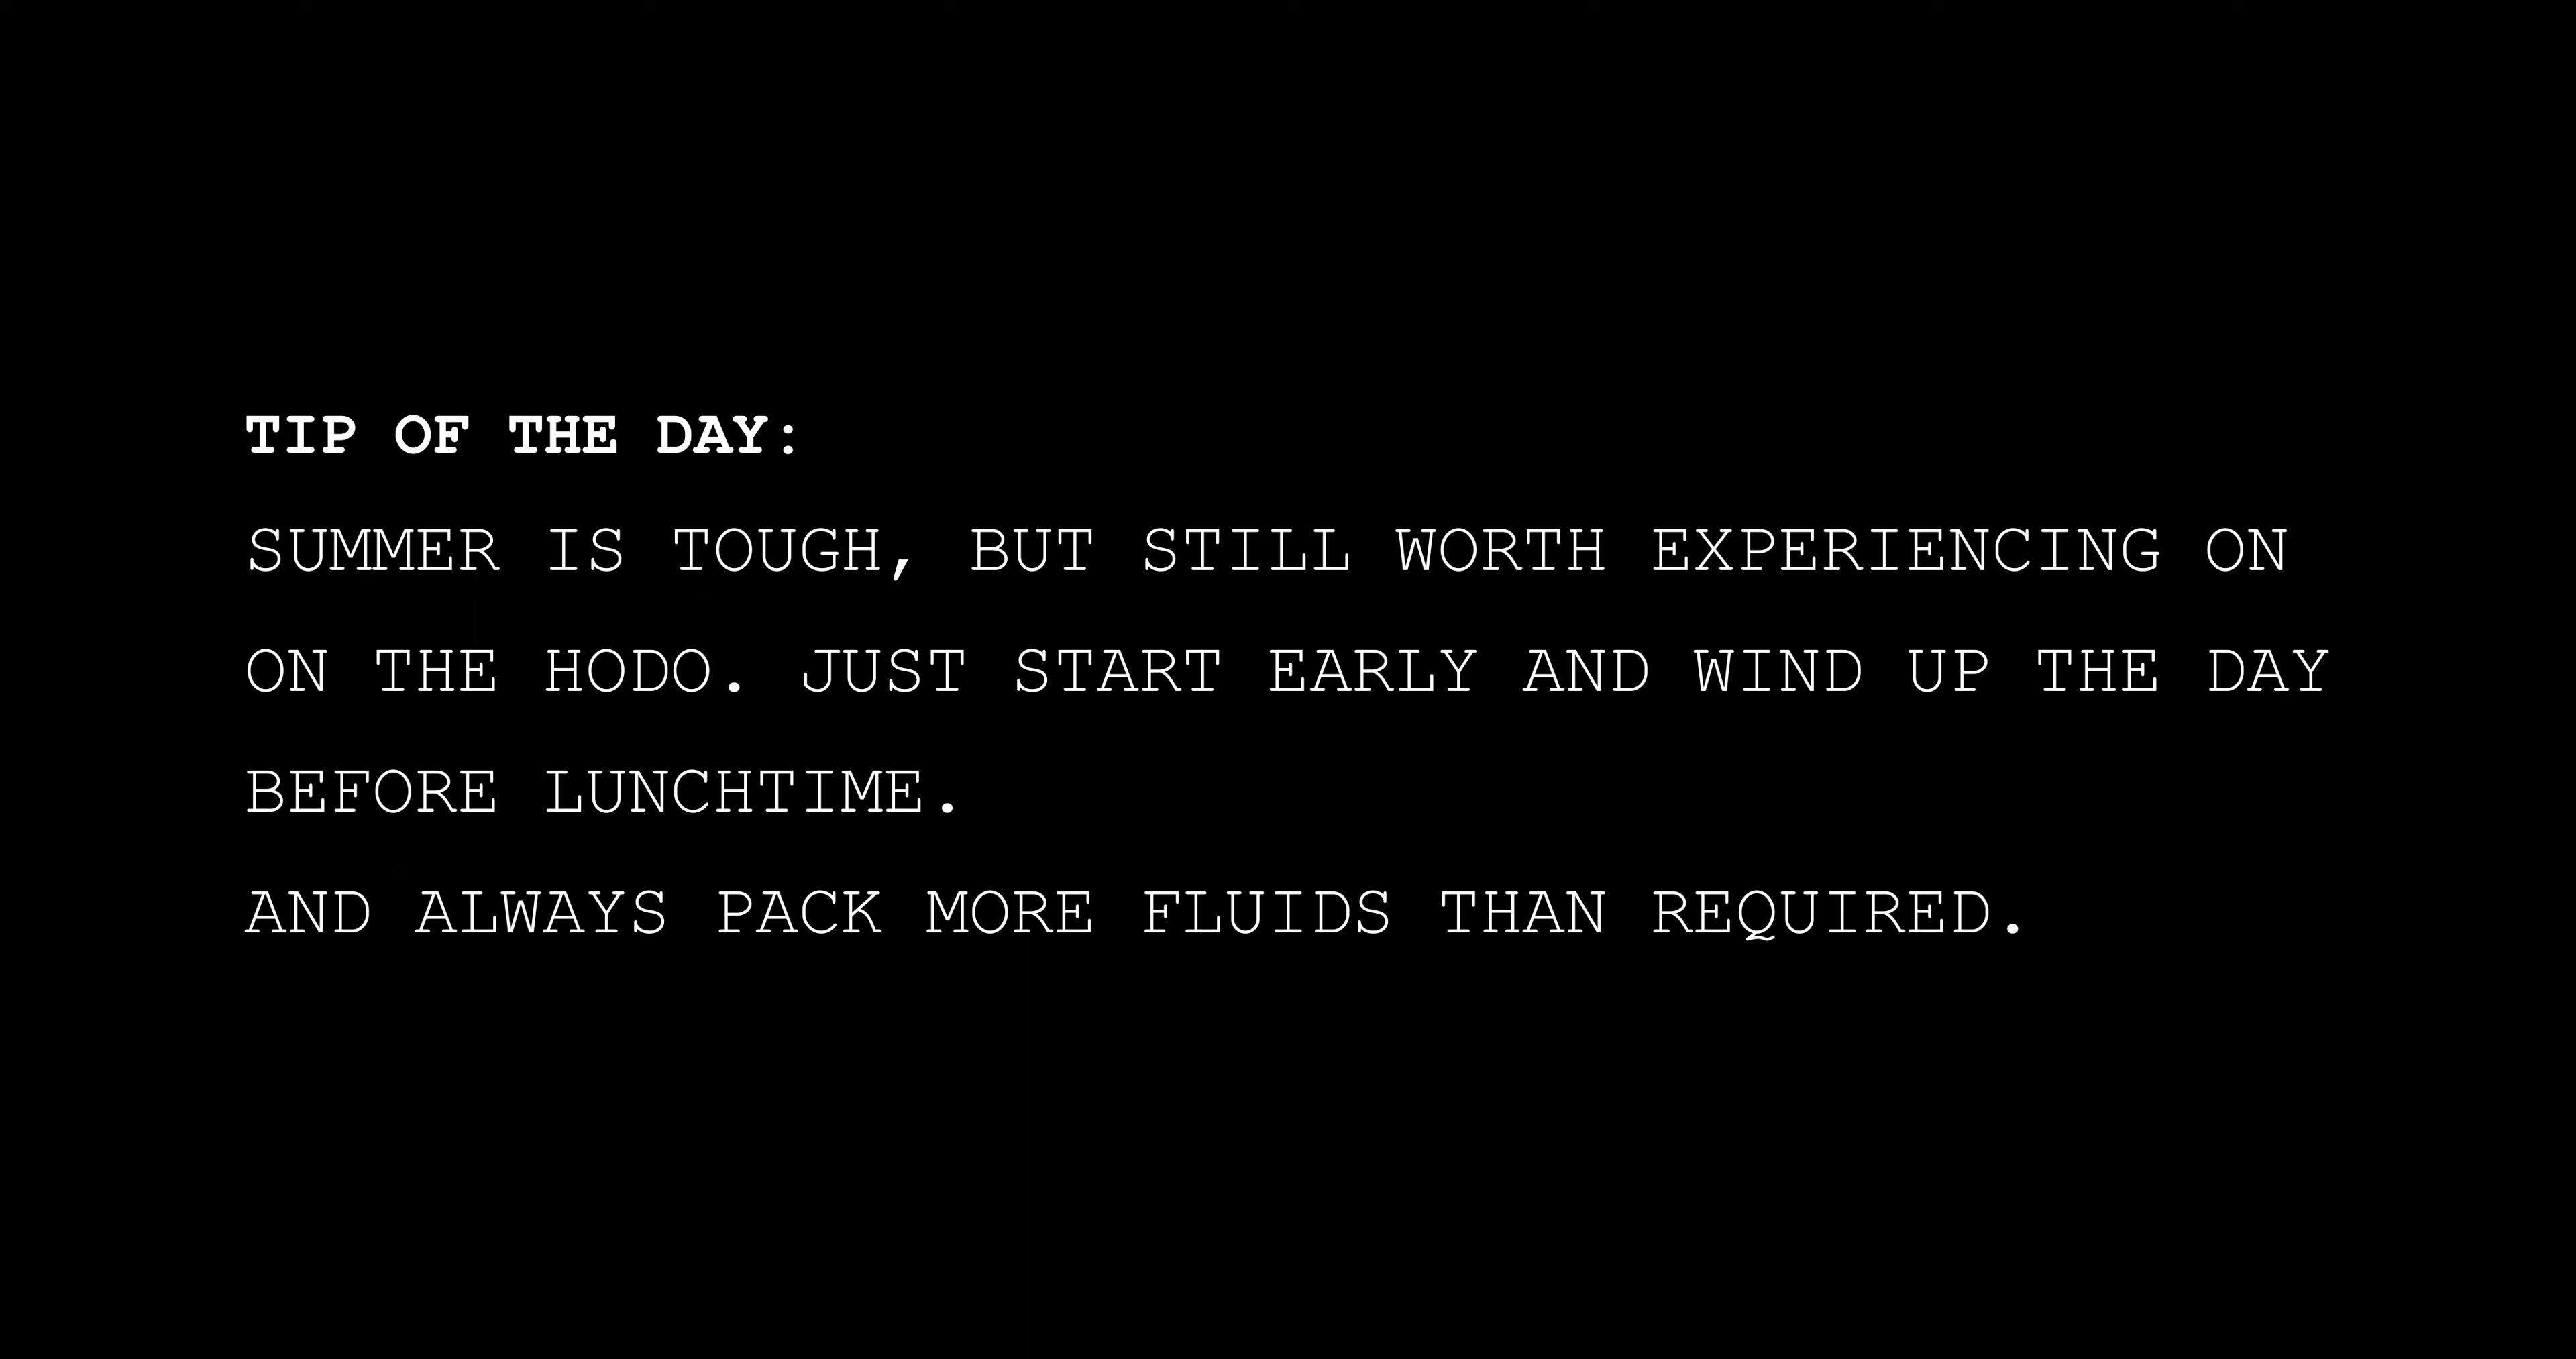 TIP OF THE DAY:
SUMMER IS TOUGH, BUT STILL WORTH EXPERIENCING ON
ON THE HODO. JUST START EARLY AND WIND UP THE DAY
BEFORE LUNCHTIME.
AND ALWAYS PACK MORE FLUIDS THAN REQUIRED.